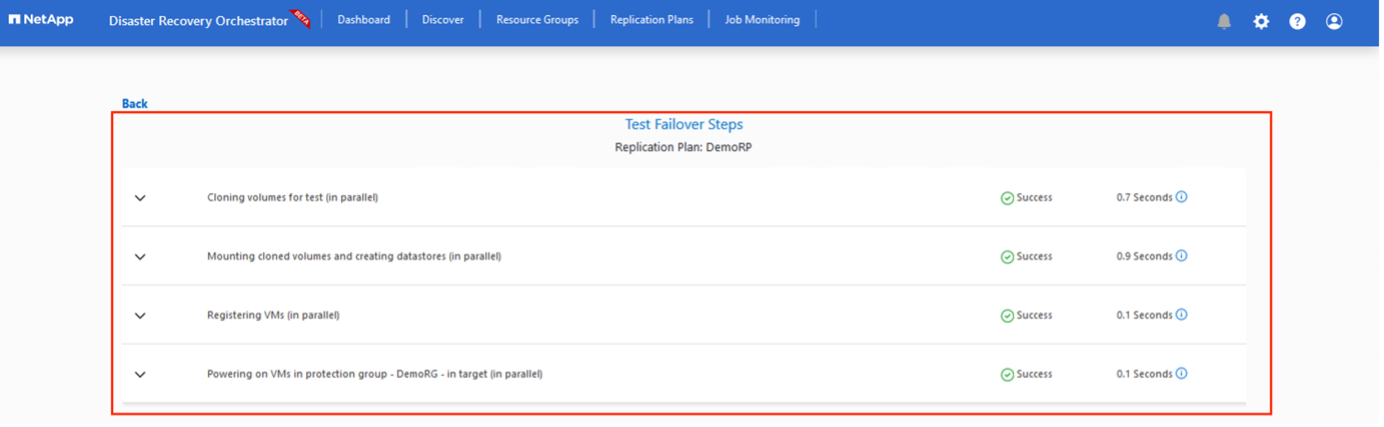 NetApp Disaster Recovery Orchestrator BETA Dashboard Discover Resource Groups Replication Plans Job Monitoring
Back
Test Failover Steps
Replication Plan: DemoRP
Cloning volumes for test (in parallel) Success 0.7 Seconds
Mounting cloned volumes and creating datastores (in parallel) Success 0.9 Seconds
Registering VMs (in parallel) Success 0.1 Seconds
Powering on VMs in protection group - DemoRG - in target (in parallel) Success 0.1 Seconds